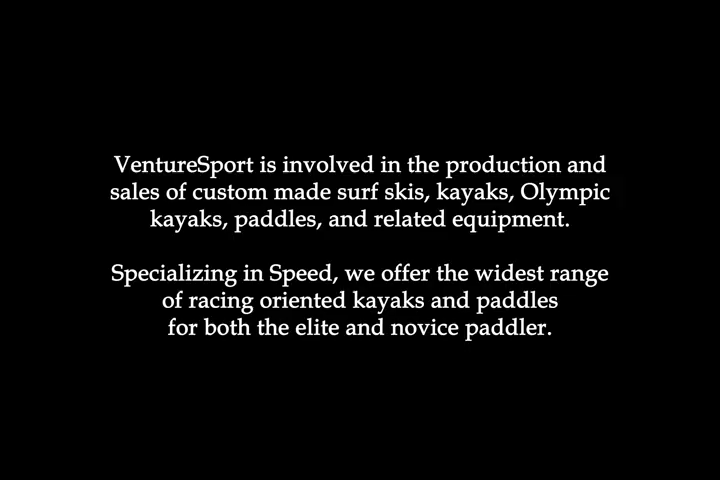 VentureSport is involved in the production and
sales of custom made surf skis, kayaks, Olympic
kayaks, paddles, and related equipment.
Specializing in Speed, we offer the widest range
of racing oriented kayaks and paddles
for both the elite and novice paddler.